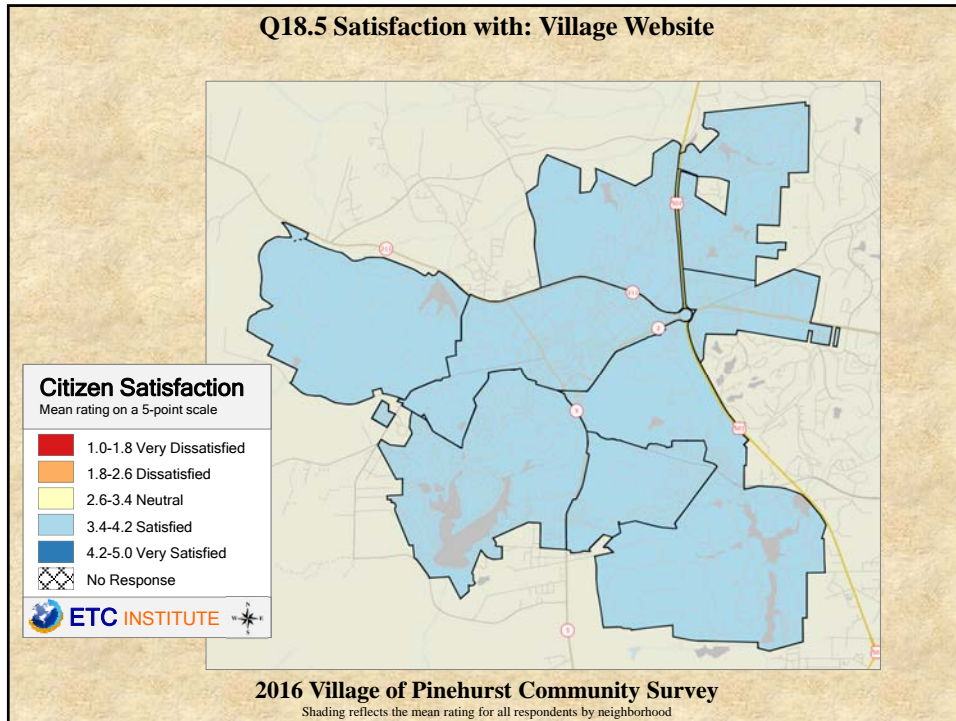 Q18.5 Satisfaction with: Village Website
211
5
Citizen Satisfaction
Mean rating on a 5-point scale
1.0-1.8 Very Dissatisfied
1.8-2.6 Dissatisfied
2.6-3.4 Neutral
3.4-4.2 Satisfied
4.2-5.0 Very Satisfied
No Response
ETC INSTITUTE
N
W E
S
5
2016 Village of Pinehurst Community Survey
Shading reflects the mean rating for all respondents by neighborhood